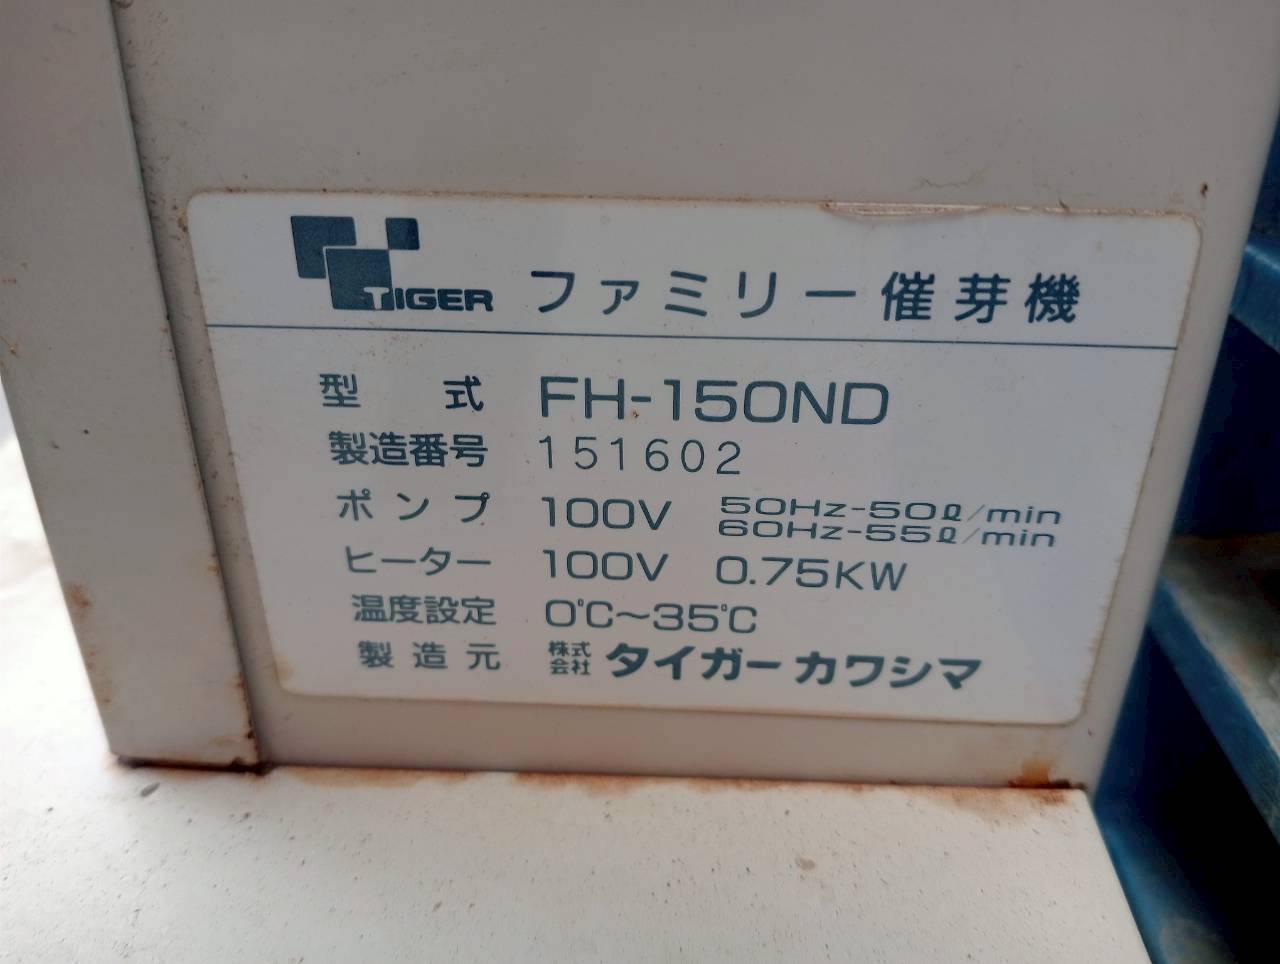 TIGER ファミリー催芽機
型式 FH-150ND
製造番号 151602
ポンプ 100V 50Hz-50ℓ/min
60Hz-55ℓ/min
ヒーター 100V 0.75KW
温度設定 0℃~35℃
製造元 株式会社 タイガーカワシマ